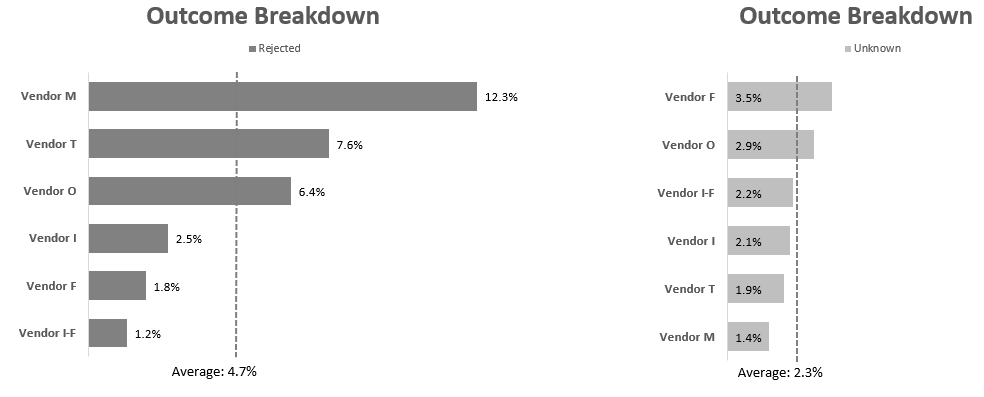 Outcome Breakdown
Rejected
Vendor M 12.3%
Vendor T 7.6%
Vendor O 6.4%
Vendor I 2.5%
Vendor F 1.8%
Vendor I-F 1.2%
Average: 4.7%
Outcome Breakdown
Unknown
Vendor F 3.5%
Vendor O 2.9%
Vendor I-F 2.2%
Vendor I 2.1%
Vendor T 1.9%
Vendor M 1.4%
Average: 2.3%